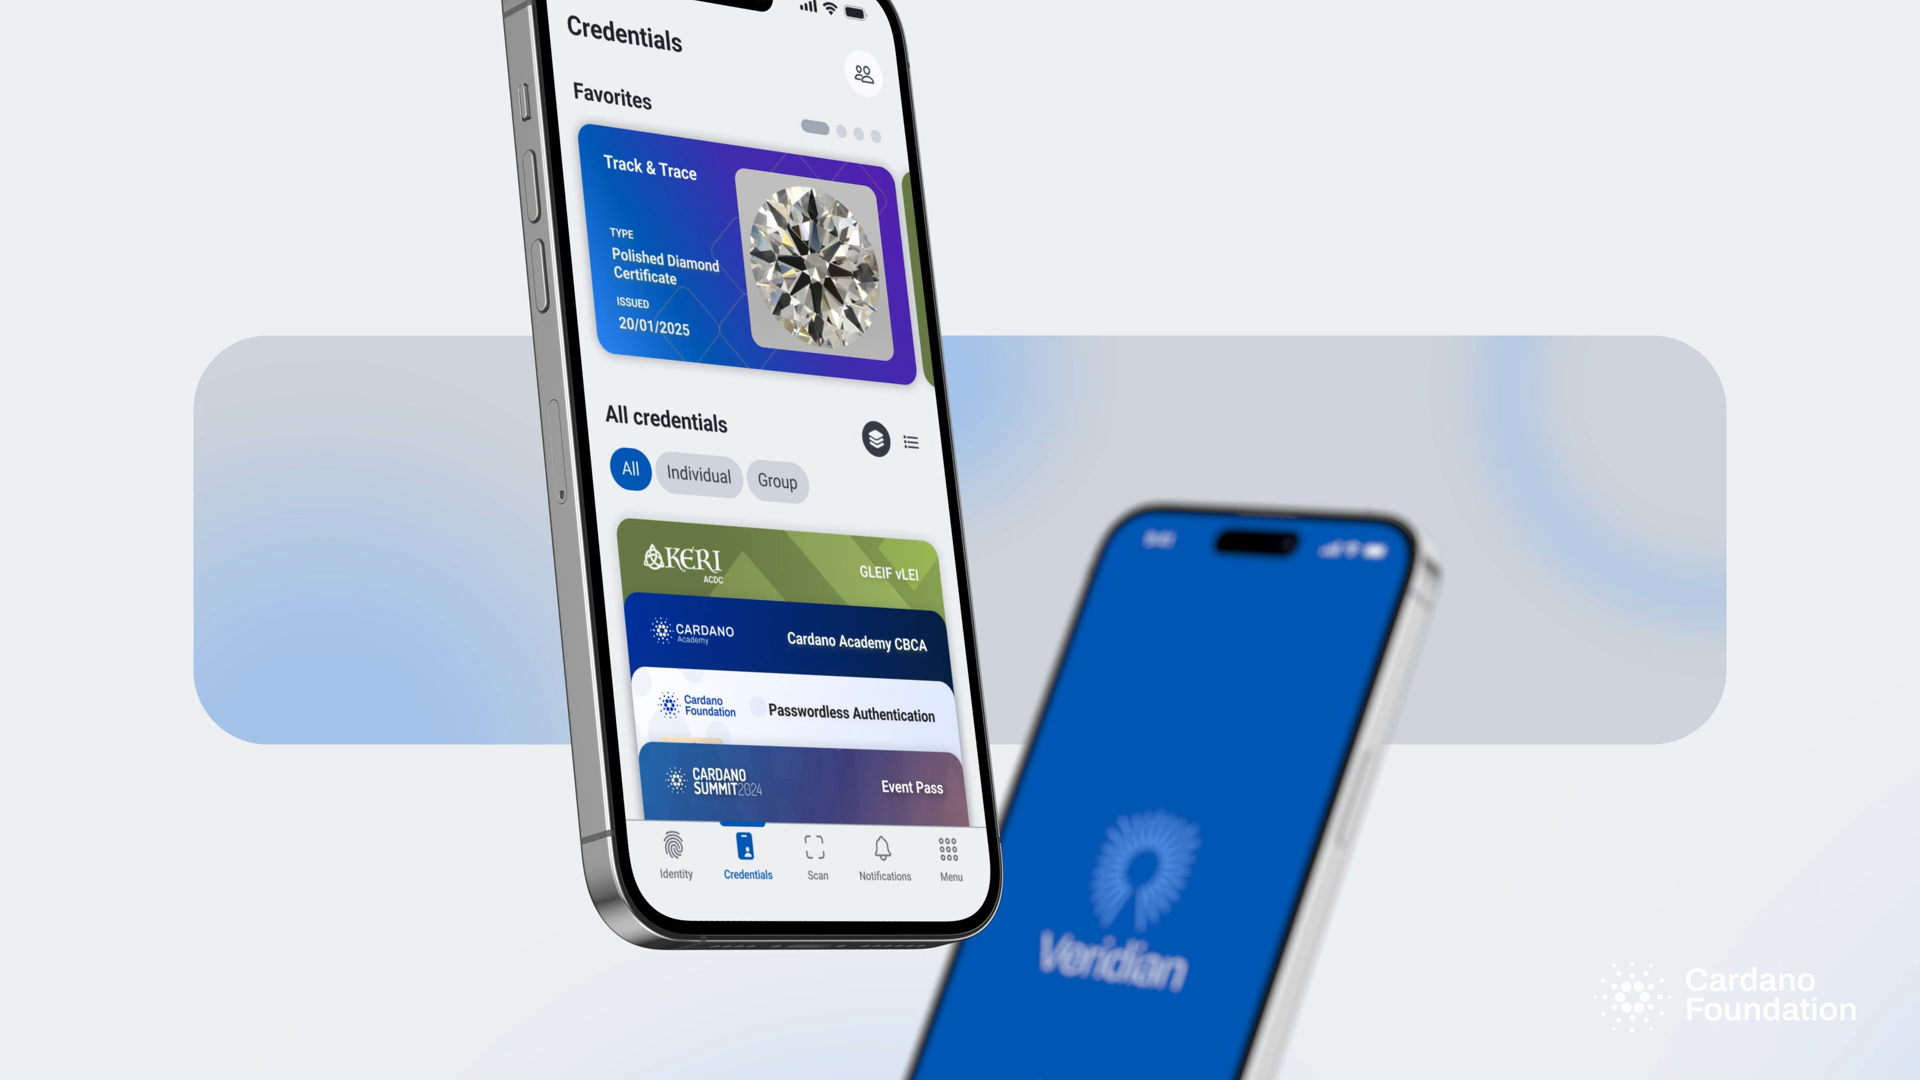 Credentials
Favorites
Track & Trace
TYPE
Polished Diamond
Certificate
ISSUED
20/01/2025
All credentials
All
Individual
Group
KERI
ACDC
GLEIF vLEI
CARDANO
Academy
Cardano Academy CBCA
Cardano
Foundation
Passwordless Authentication
CARDANO
SUMMIT2024
Event Pass
Identity
Credentials
Scan
Notifications
Menu
9:41
Veridian
Cardano
Foundation